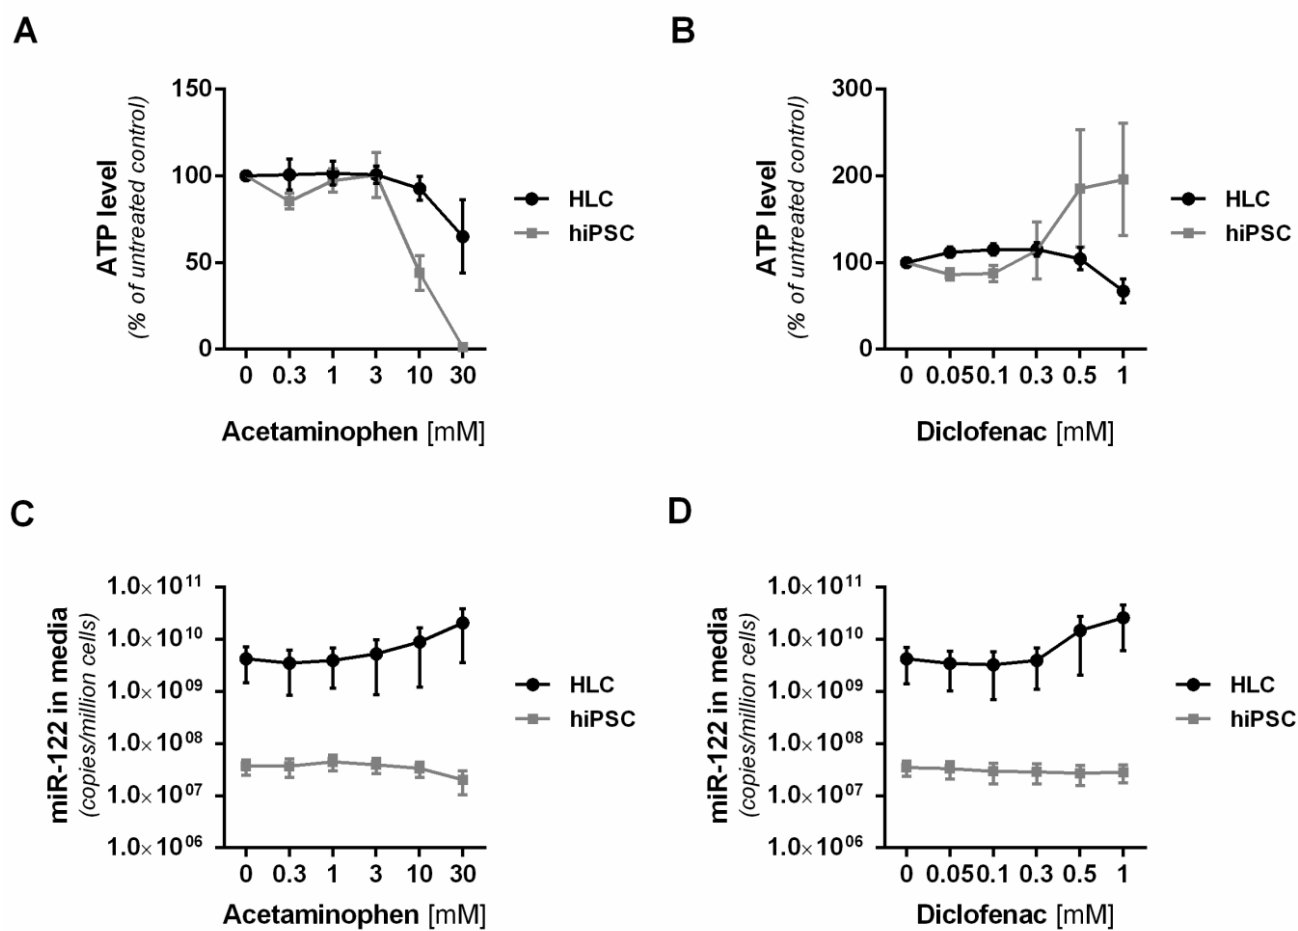 A
150
100
50
0
ATP level
(% of untreated control)
0 0.3 1 3 10 30
Acetaminophen [mM]
HLC
hiPSC
B
300
200
100
0
ATP level
(% of untreated control)
0 0.05 0.1 0.3 0.5 1
Diclofenac [mM]
HLC
hiPSC
C
1.0×10¹¹
1.0×10¹⁰
1.0×10⁰⁹
1.0×10⁰⁸
1.0×10⁰⁷
1.0×10⁰⁶
miR-122 in media
(copies/million cells)
0 0.3 1 3 10 30
Acetaminophen [mM]
HLC
hiPSC
D
1.0×10¹¹
1.0×10¹⁰
1.0×10⁰⁹
1.0×10⁰⁸
1.0×10⁰⁷
1.0×10⁰⁶
miR-122 in media
(copies/million cells)
0 0.05 0.1 0.3 0.5 1
Diclofenac [mM]
HLC
hiPSC